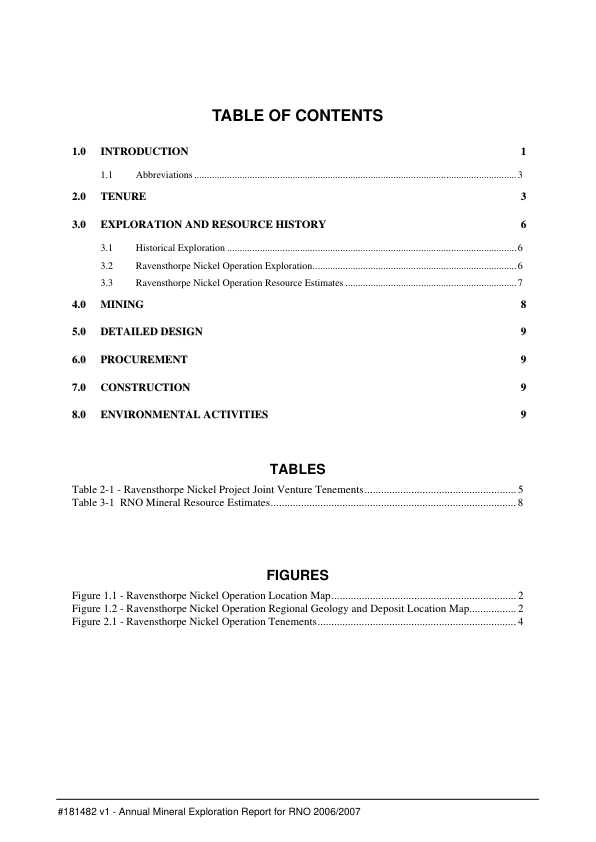 TABLE OF CONTENTS
1.0 INTRODUCTION 1
1.1 Abbreviations ........................................................................................................................ 3
2.0 TENURE 3
3.0 EXPLORATION AND RESOURCE HISTORY 6
3.1 Historical Exploration ............................................................................................................ 6
3.2 Ravensthorpe Nickel Operation Exploration............................................................................ 6
3.3 Ravensthorpe Nickel Operation Resource Estimates ................................................................ 7
4.0 MINING 8
5.0 DETAILED DESIGN 9
6.0 PROCUREMENT 9
7.0 CONSTRUCTION 9
8.0 ENVIRONMENTAL ACTIVITIES 9
TABLES
Table 2-1 - Ravensthorpe Nickel Project Joint Venture Tenements....................................................... 5
Table 3-1 RNO Mineral Resource Estimates......................................................................................... 8
FIGURES
Figure 1.1 - Ravensthorpe Nickel Operation Location Map................................................................... 2
Figure 1.2 - Ravensthorpe Nickel Operation Regional Geology and Deposit Location Map................. 2
Figure 2.1 - Ravensthorpe Nickel Operation Tenements........................................................................ 4
#181482 v1 - Annual Mineral Exploration Report for RNO 2006/2007